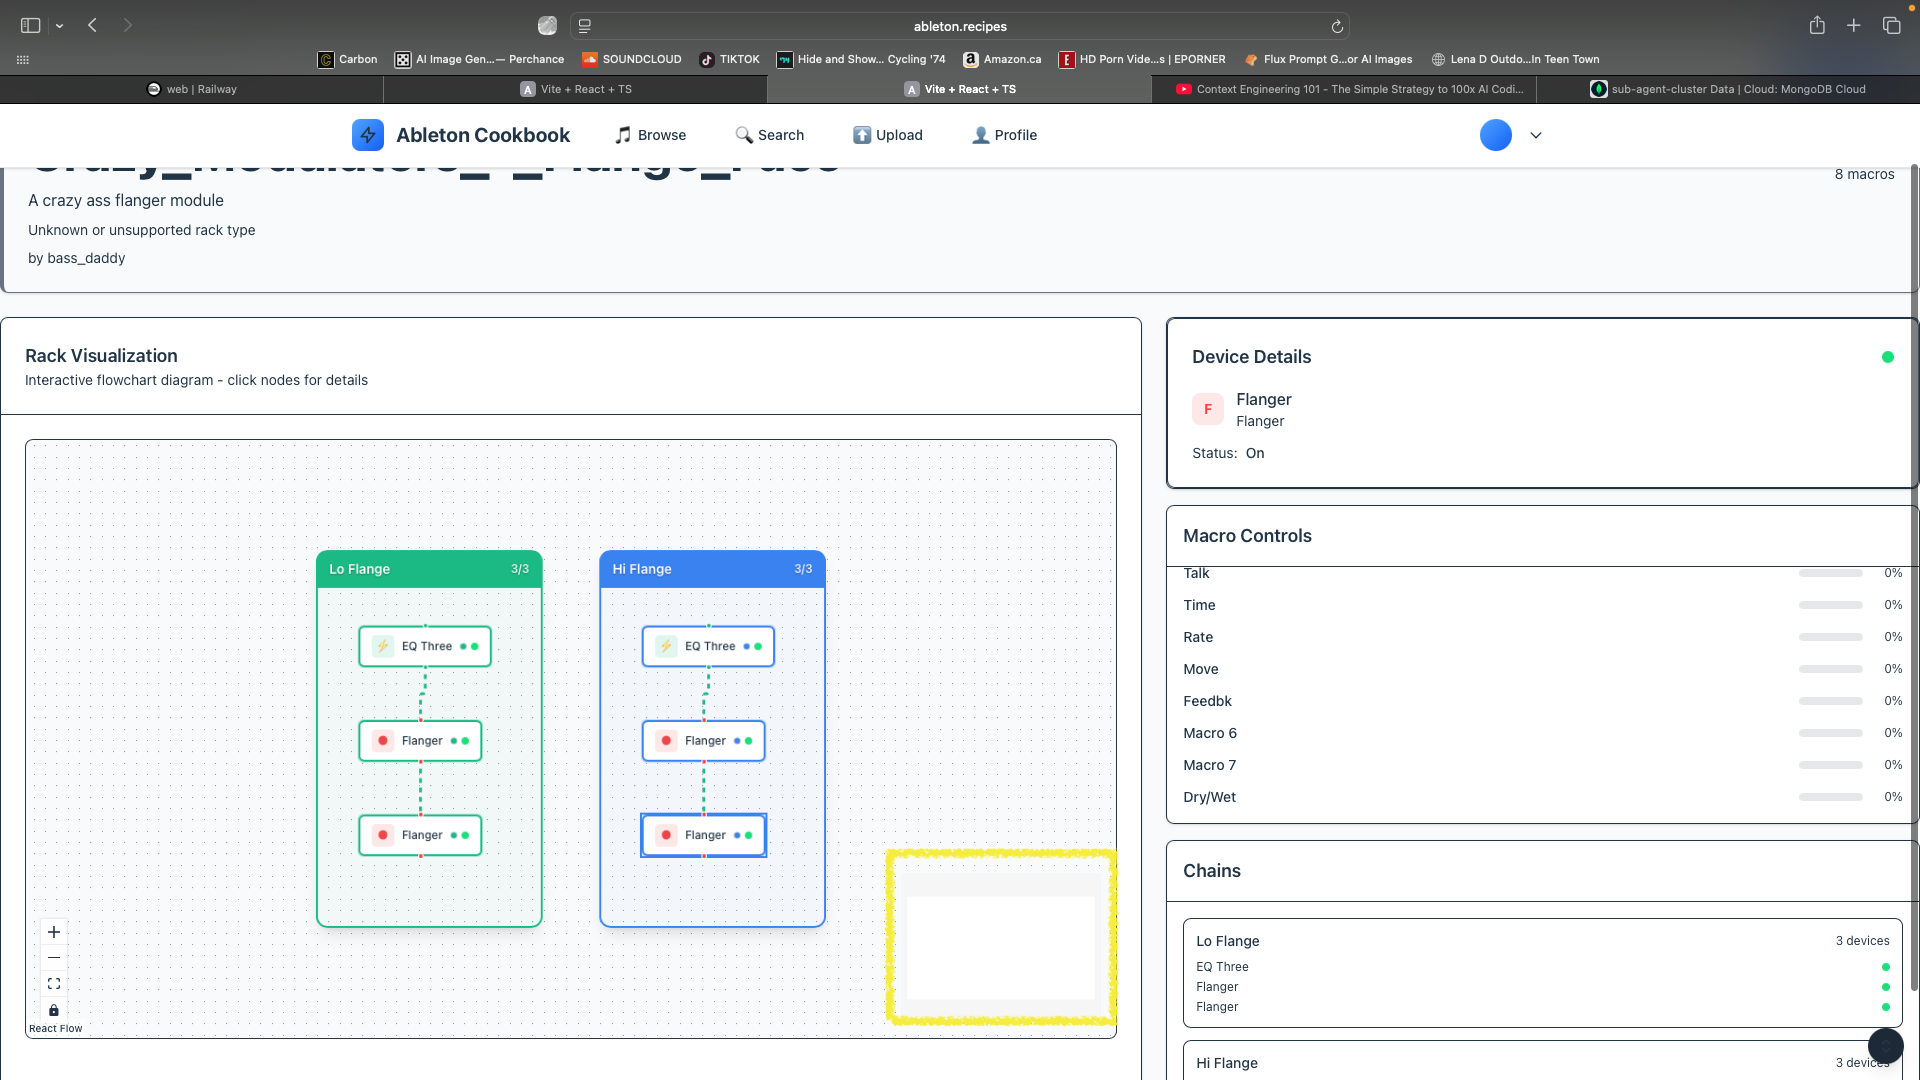 ableton.recipes
Carbon
AI Image Gen...— Perchance
SOUNDCLOUD
TIKTOK
Hide and Show... Cycling '74
Amazon.ca
HD Porn Vide...s | EPORNER
Flux Prompt G...or AI Images
Lena D Outdo...In Teen Town
web | Railway
Vite + React + TS
Vite + React + TS
Context Engineering 101 - The Simple Strategy to 100x AI Codi...
sub-agent-cluster Data | Cloud: MongoDB Cloud
Ableton Cookbook
Browse
Search
Upload
Profile
8 macros
A crazy ass flanger module
Unknown or unsupported rack type
by bass_daddy
Rack Visualization
Interactive flowchart diagram - click nodes for details
Lo Flange 3/3
EQ Three
Flanger
Flanger
Hi Flange 3/3
EQ Three
Flanger
Flanger
React Flow
Device Details
F
Flanger
Flanger
Status: On
Macro Controls
Talk 0%
Time 0%
Rate 0%
Move 0%
Feedbk 0%
Macro 6 0%
Macro 7 0%
Dry/Wet 0%
Chains
Lo Flange 3 devices
EQ Three
Flanger
Flanger
Hi Flange 3 devices